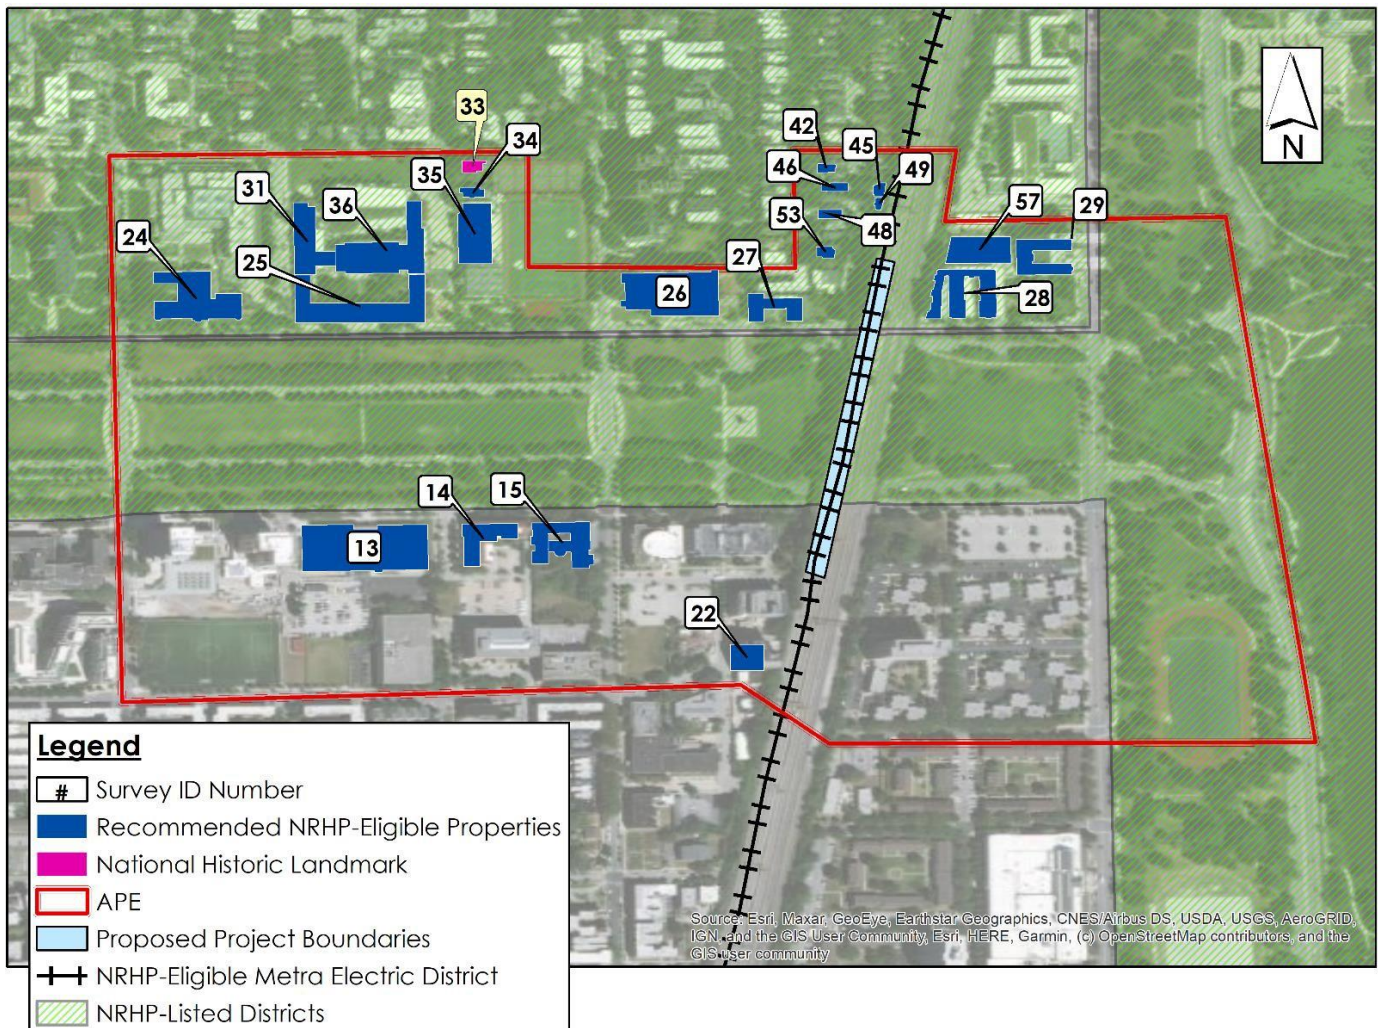 33
42
45
34
46
49
35
31
36
57
29
53
24
48
25
27
26
28
N
14
15
13
22
Legend
# Survey ID Number
Recommended NRHP-Eligible Properties
National Historic Landmark
APE
Proposed Project Boundaries
NRHP-Eligible Metra Electric District
NRHP-Listed Districts
Source: Esri, Maxar, GeoEye, Earthstar Geographics, CNES/Airbus DS, USDA, USGS, AeroGRID,
IGN, and the GIS User Community, Esri, HERE, Garmin, (c) OpenStreetMap contributors, and the
GIS user community